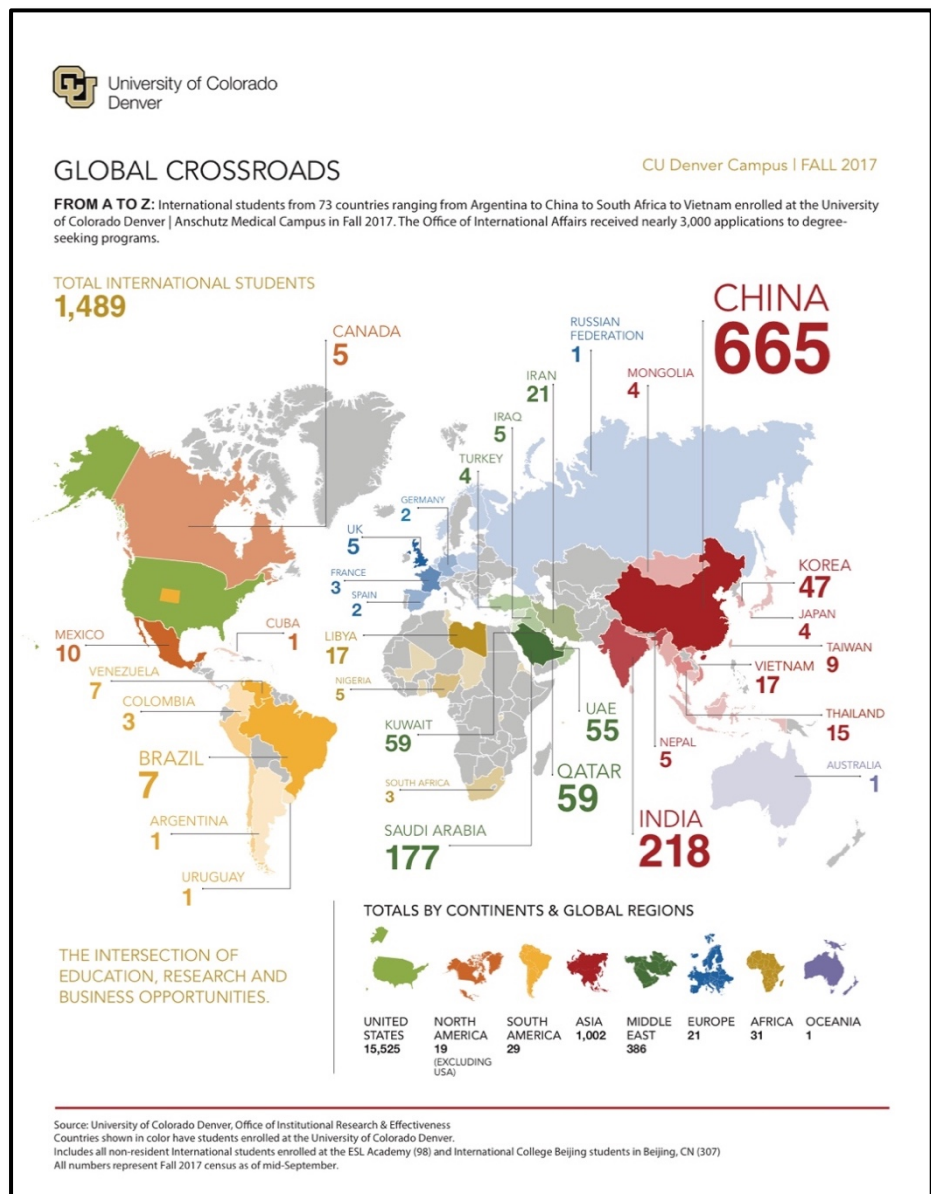 University of Colorado
Denver
GLOBAL CROSSROADS
CU Denver Campus | FALL 2017
FROM A TO Z: International students from 73 countries ranging from Argentina to China to South Africa to Vietnam enrolled at the University
of Colorado Denver | Anschutz Medical Campus in Fall 2017. The Office of International Affairs received nearly 3,000 applications to degree-
seeking programs.
TOTAL INTERNATIONAL STUDENTS
1,489
CANADA
5
RUSSIAN
FEDERATION
1
CHINA
665
IRAN
21
MONGOLIA
4
IRAQ
5
TURKEY
4
GERMANY
2
UK
5
FRANCE
3
SPAIN
2
KOREA
47
JAPAN
4
TAIWAN
9
VIETNAM
17
THAILAND
15
MEXICO
10
CUBA
1
VENEZUELA
7
COLOMBIA
3
BRAZIL
7
ARGENTINA
1
URUGUAY
1
LIBYA
17
NIGERIA
5
KUWAIT
59
SOUTH AFRICA
3
SAUDI ARABIA
177
UAE
55
QATAR
59
NEPAL
5
INDIA
218
AUSTRALIA
1
THE INTERSECTION OF
EDUCATION, RESEARCH AND
BUSINESS OPPORTUNITIES.
TOTALS BY CONTINENTS & GLOBAL REGIONS
UNITED
STATES
15,525
NORTH
AMERICA
19
(EXCLUDING
USA)
SOUTH
AMERICA
29
ASIA
1,002
MIDDLE
EAST
386
EUROPE
21
AFRICA
31
OCEANIA
1
Source: University of Colorado Denver, Office of Institutional Research & Effectiveness
Countries shown in color have students enrolled at the University of Colorado Denver.
Includes all non-resident International students enrolled at the ESL Academy (98) and International College Beijing students in Beijing, CN (307)
All numbers represent Fall 2017 census as of mid-September.